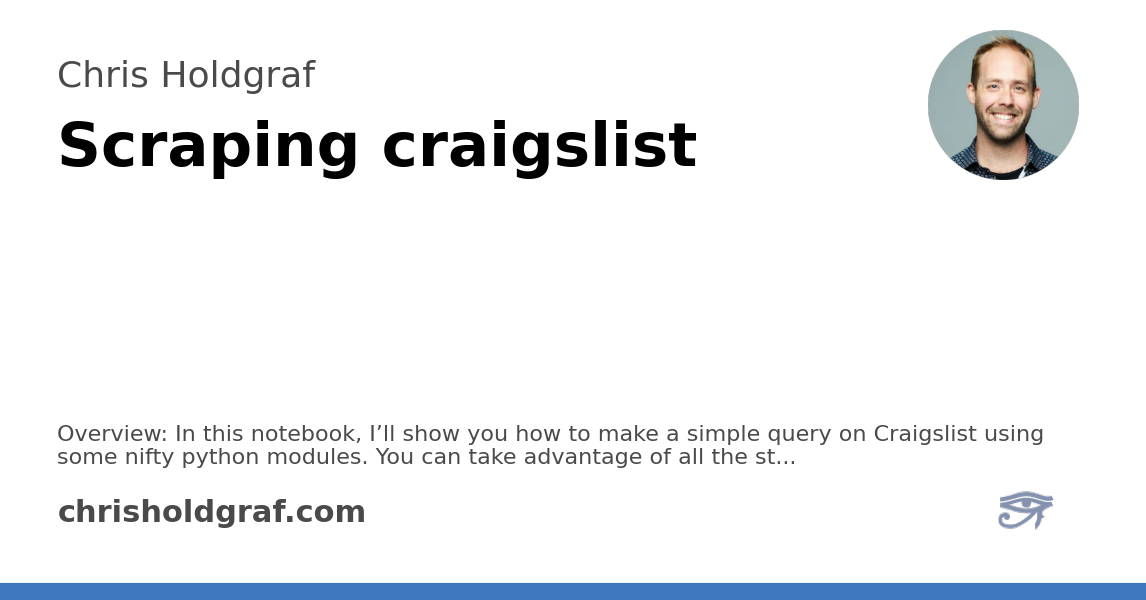 Chris Holdgraf
Scraping craigslist
Overview: In this notebook, I’ll show you how to make a simple query on Craigslist using
some nifty python modules. You can take advantage of all the st...
chrisholdgraf.com